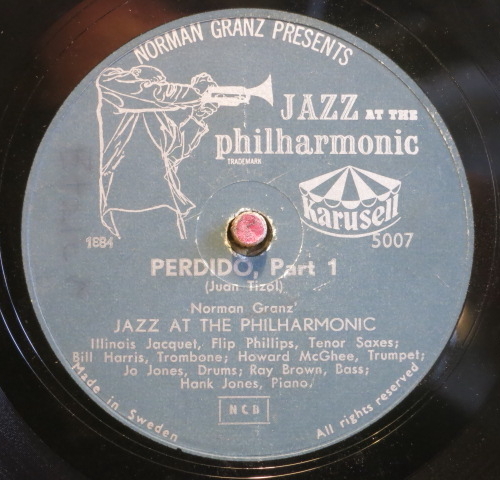 NORMAN GRANZ PRESENTS
JAZZ AT THE
philharmonic
TRADEMARK
Karusell
1884
5007
PERDIDO, Part 1
(Juan Tizol)
Norman Granz'
JAZZ AT THE PHILHARMONIC
Illinois Jacquet, Flip Phillips, Tenor Saxes;
Bill Harris, Trombone; Howard McGhee, Trumpet;
Jo Jones, Drums; Ray Brown, Bass;
Hank Jones, Piano.
NCB
Made in Sweden
All rights reserved